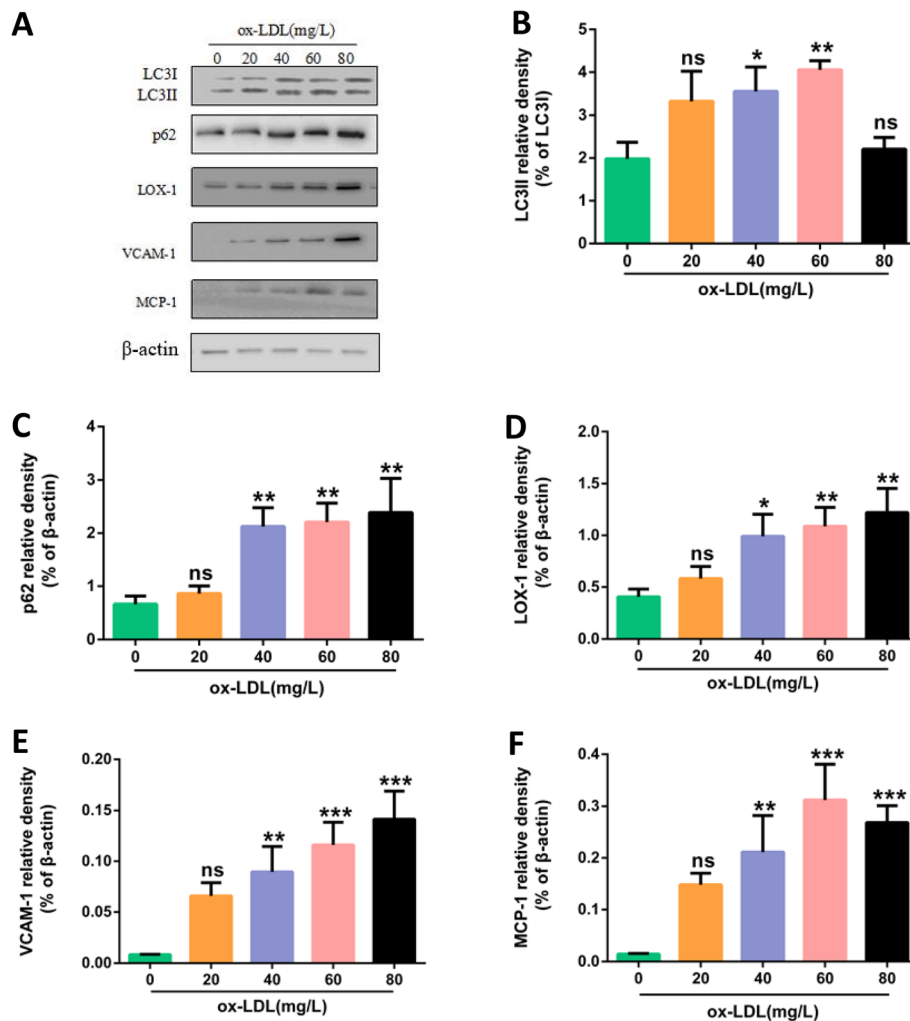 A
ox-LDL(mg/L)
0 20 40 60 80
LC3I
LC3II
p62
LOX-1
VCAM-1
MCP-1
β-actin
B
LC3II relative density
(% of LC3I)
5
4
3
2
1
0
ns
*
**
ns
0 20 40 60 80
ox-LDL(mg/L)
C
p62 relative density
(% of β-actin)
4
3
2
1
0
ns
**
**
**
0 20 40 60 80
ox-LDL(mg/L)
D
LOX-1 relative density
(% of β-actin)
2.0
1.5
1.0
0.5
0.0
ns
*
**
**
0 20 40 60 80
ox-LDL(mg/L)
E
VCAM-1 relative density
(% of β-actin)
0.20
0.15
0.10
0.05
0.00
ns
**
***
***
0 20 40 60 80
ox-LDL(mg/L)
F
MCP-1 relative density
(% of β-actin)
0.4
0.3
0.2
0.1
0.0
ns
**
***
***
0 20 40 60 80
ox-LDL(mg/L)